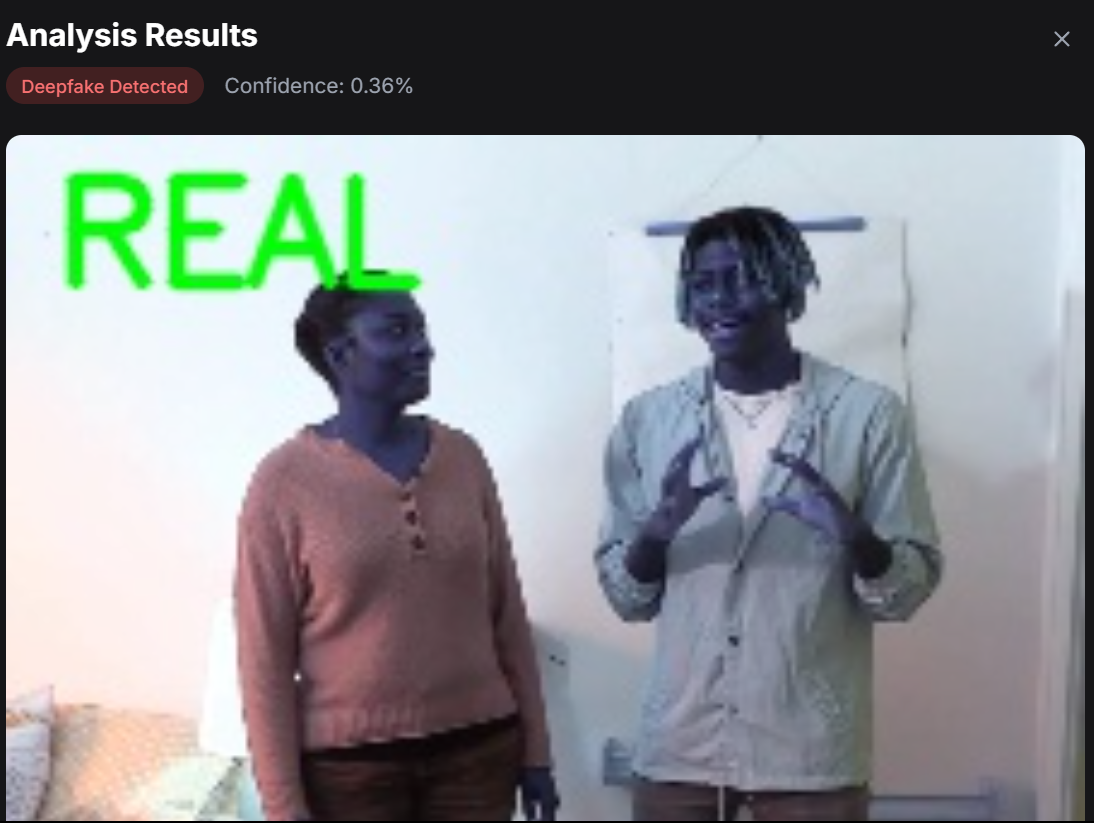 Analysis Results
Deepfake Detected
Confidence: 0.36%
REAL